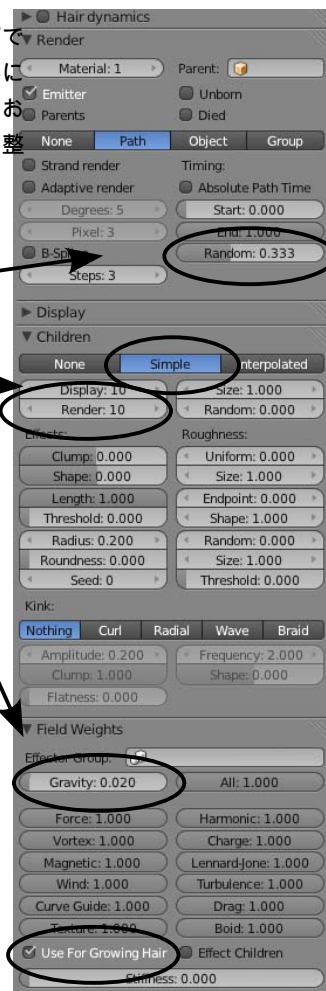 Hair dynamics
で
Render
に
Material: 1 Parent:
Emitter Unborn
お
Parents Died
整
None Path Object Group
Strand render Timing:
Adaptive render Absolute Path Time
Degrees: 5 Start: 0.000
Pixel: 3 End: 1.000
B-Spline Random: 0.333
Steps: 3
Display
Children
None Simple Interpolated
Display: 10 Size: 1.000
Render: 10 Random: 0.000
Effects: Roughness:
Clump: 0.000 Uniform: 0.000
Shape: 0.000 Size: 1.000
Length: 1.000 Endpoint: 0.000
Threshold: 0.000 Shape: 1.000
Radius: 0.200 Random: 0.000
Roundness: 0.000 Size: 1.000
Seed: 0 Threshold: 0.000
Kink:
Nothing Curl Radial Wave Braid
Amplitude: 0.200 Frequency: 2.000
Clump: 1.000 Shape: 0.000
Flatness: 0.000
Field Weights
Effector Group:
Gravity: 0.020 All: 1.000
Force: 1.000 Harmonic: 1.000
Vortex: 1.000 Charge: 1.000
Magnetic: 1.000 Lennard-Jone: 1.000
Wind: 1.000 Turbulence: 1.000
Curve Guide: 1.000 Drag: 1.000
Texture: 1.000 Boid: 1.000
Use For Growing Hair Effect Children
Stiffness: 0.000